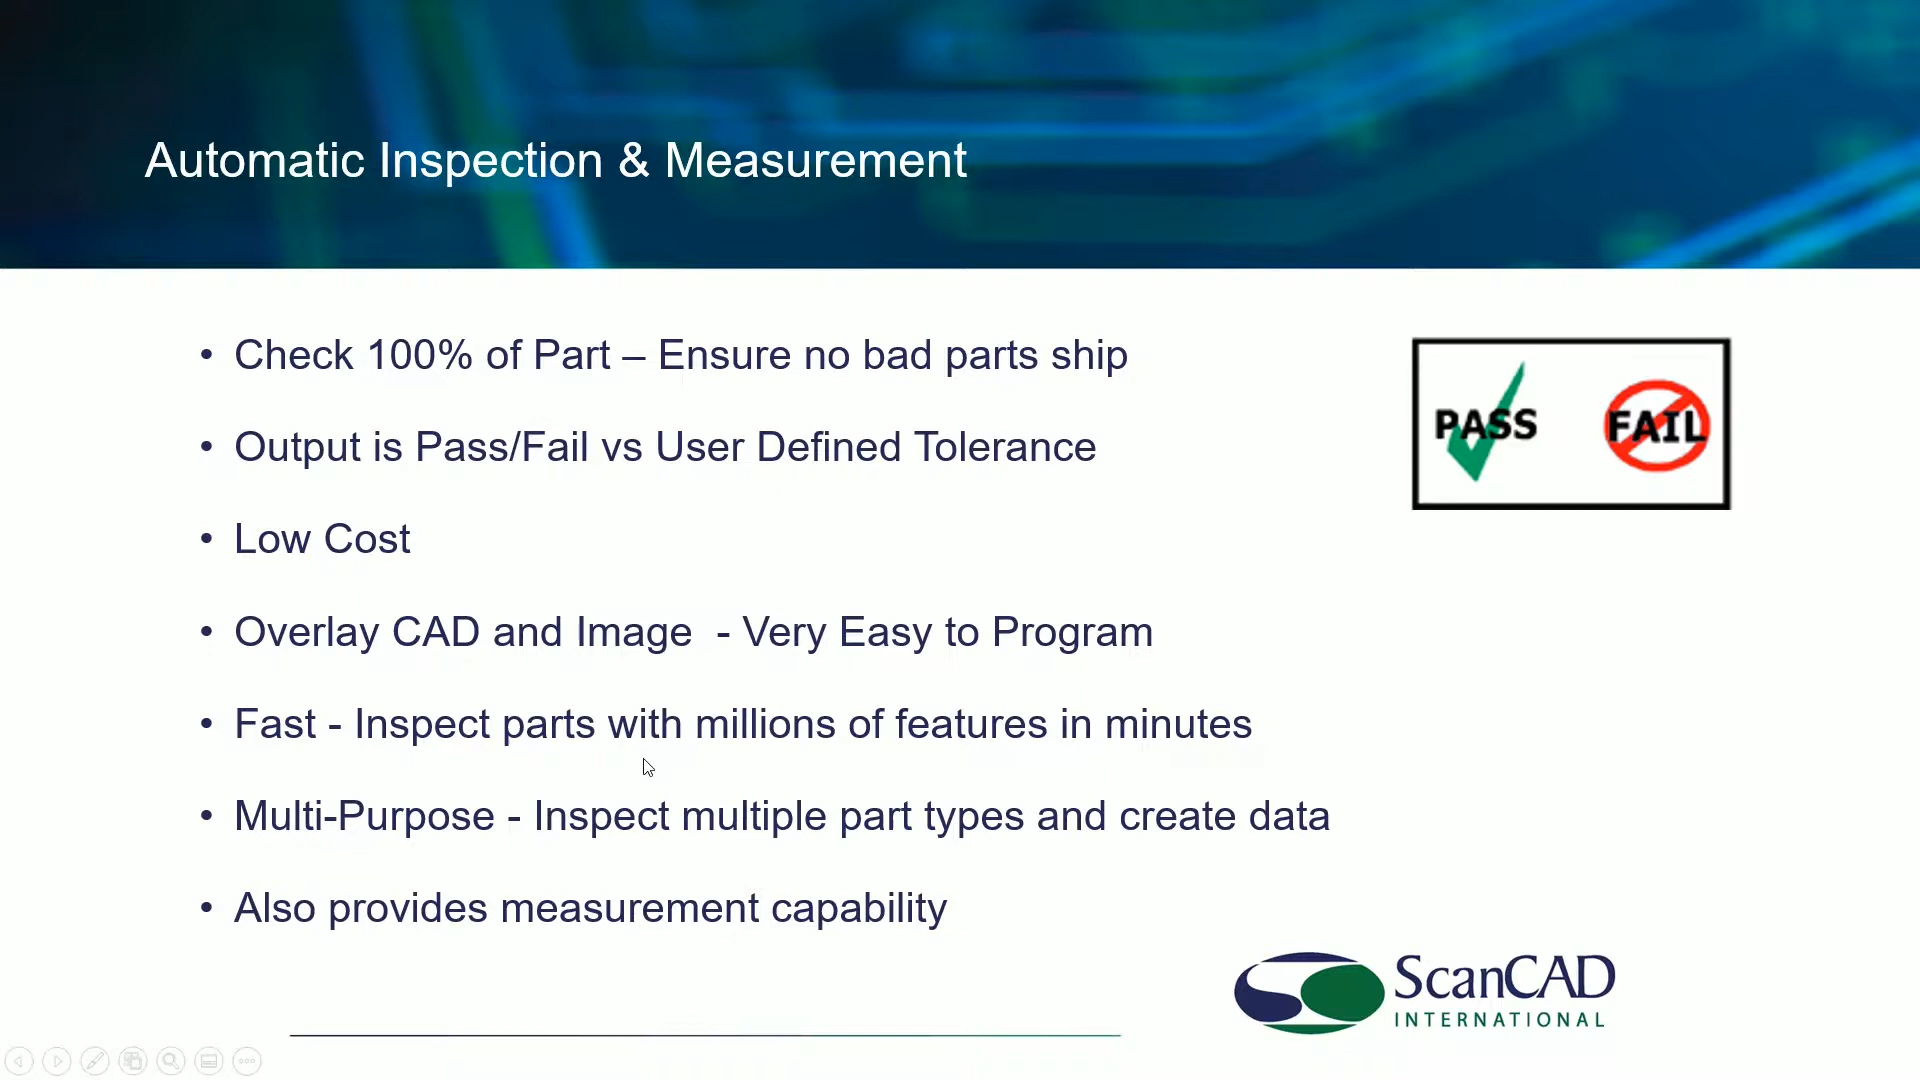 Automatic Inspection & Measurement
• Check 100% of Part – Ensure no bad parts ship
• Output is Pass/Fail vs User Defined Tolerance
• Low Cost
• Overlay CAD and Image  - Very Easy to Program
• Fast - Inspect parts with millions of features in minutes
• Multi-Purpose - Inspect multiple part types and create data
• Also provides measurement capability
PASS FAIL
ScanCAD
INTERNATIONAL